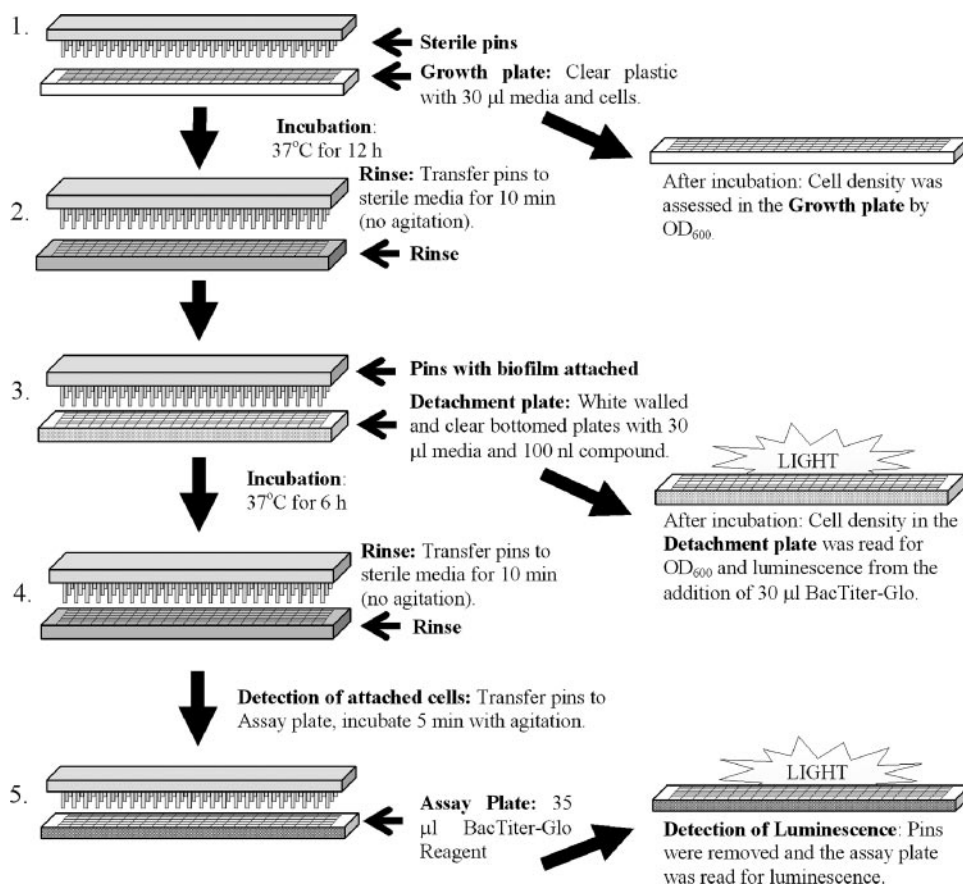 1.
Sterile pins
Growth plate: Clear plastic
with 30 µl media and cells.
Incubation:
37°C for 12 h
After incubation: Cell density was
assessed in the Growth plate by
OD600.
2.
Rinse: Transfer pins to
sterile media for 10 min
(no agitation).
Rinse
3.
Pins with biofilm attached
Detachment plate: White walled
and clear bottomed plates with 30
µl media and 100 nl compound.
Incubation:
37°C for 6 h
LIGHT
After incubation: Cell density in the
Detachment plate was read for
OD600 and luminescence from the
addition of 30 µl BacTiter-Glo.
4.
Rinse: Transfer pins to
sterile media for 10 min
(no agitation).
Rinse
Detection of attached cells: Transfer pins to
Assay plate, incubate 5 min with agitation.
5.
Assay Plate: 35
µl BacTiter-Glo
Reagent
LIGHT
Detection of Luminescence: Pins
were removed and the assay plate
was read for luminescence.